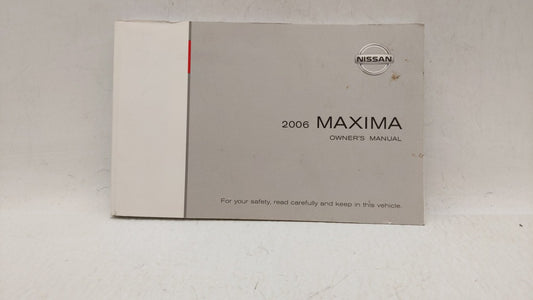 NISSAN
2006 MAXIMA
OWNER'S MANUAL
For your safety, read carefully and keep in this vehicle.